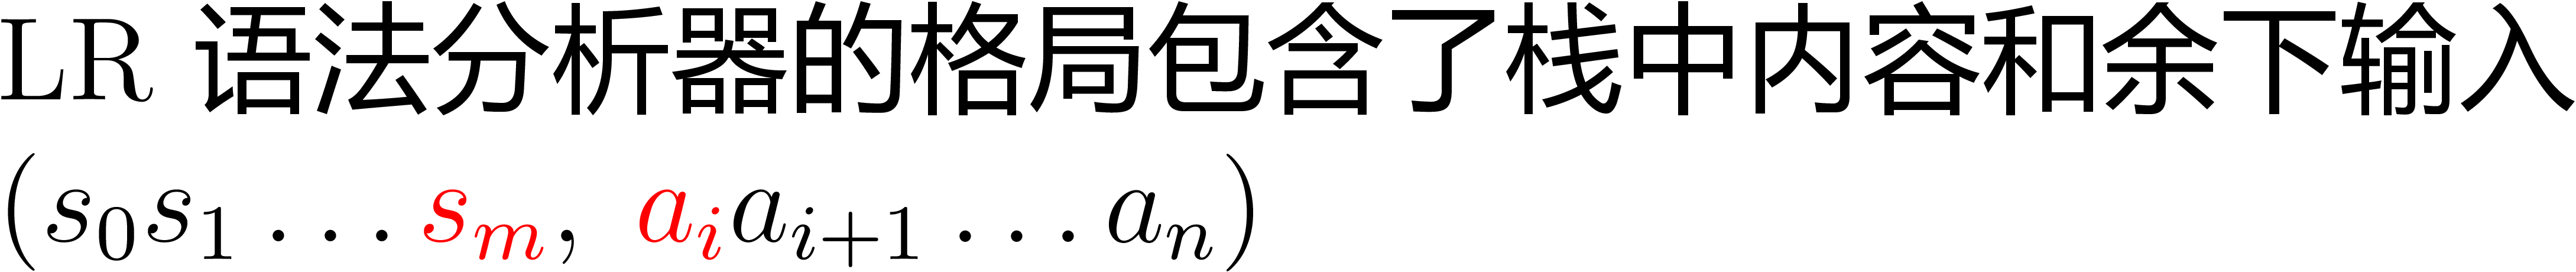 LR 语法分析器的格局包含了栈中内容和余下输入
(s₀s₁ . . . sₘ, aᵢaᵢ₊₁ . . . aₙ)